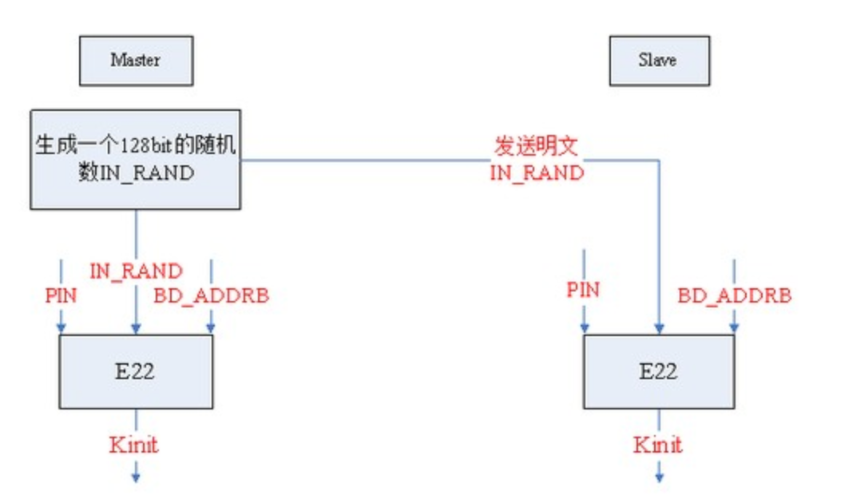 Master
Slave
生成一个128bit的随机
数IN_RAND
发送明文
IN_RAND
IN_RAND
PIN
BD_ADDRB
PIN
BD_ADDRB
E22
E22
Kinit
Kinit